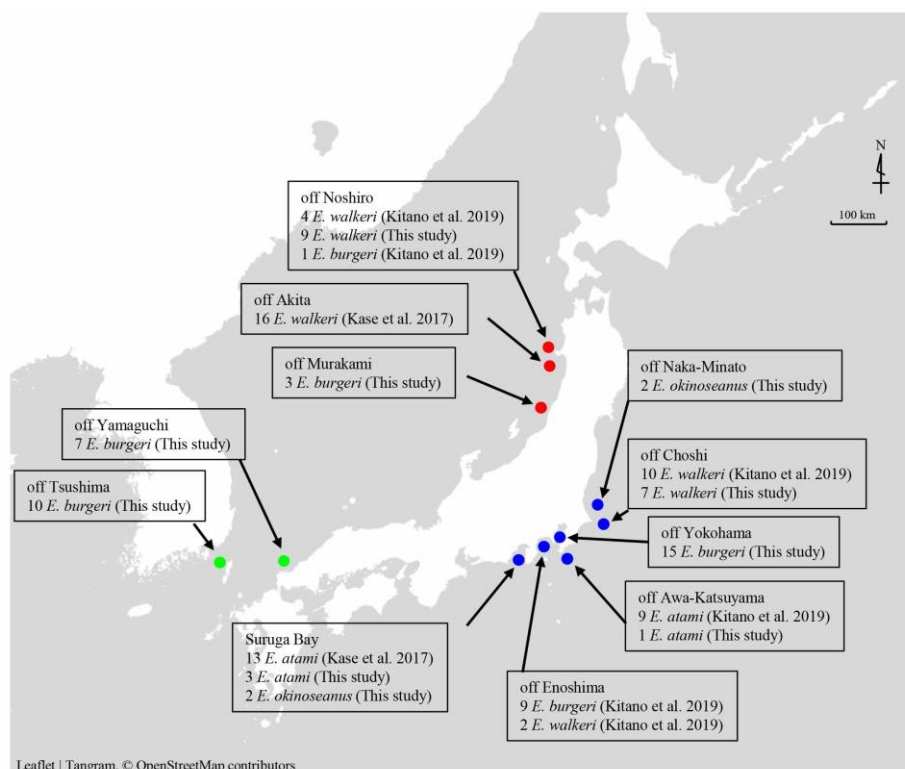 off Noshiro
4 E. walkeri (Kitano et al. 2019)
9 E. walkeri (This study)
1 E. burgeri (Kitano et al. 2019)
N
100 km
off Akita
16 E. walkeri (Kase et al. 2017)
off Murakami
3 E. burgeri (This study)
off Naka-Minato
2 E. okinoseanus (This study)
off Yamaguchi
7 E. burgeri (This study)
off Choshi
10 E. walkeri (Kitano et al. 2019)
7 E. walkeri (This study)
off Tsushima
10 E. burgeri (This study)
off Yokohama
15 E. burgeri (This study)
off Awa-Katsuyama
9 E. atami (Kitano et al. 2019)
1 E. atami (This study)
Suruga Bay
13 E. atami (Kase et al. 2017)
3 E. atami (This study)
2 E. okinoseanus (This study)
off Enoshima
9 E. burgeri (Kitano et al. 2019)
2 E. walkeri (Kitano et al. 2019)
Leaflet | Tangram, © OpenStreetMap contributors